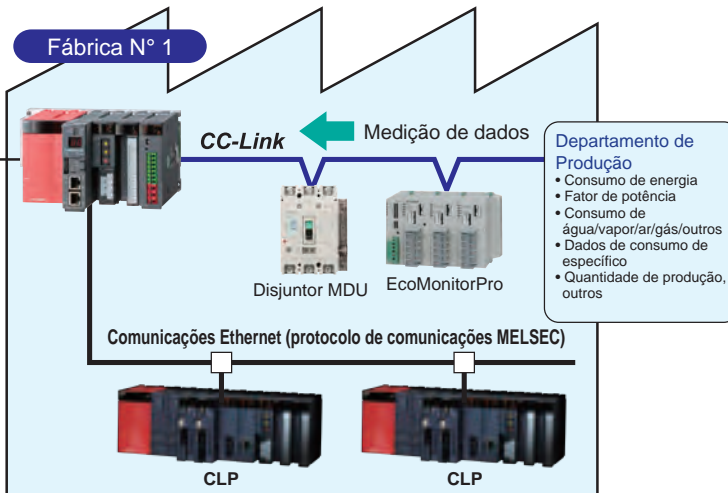 Fábrica N° 1
CC-Link
Medição de dados
Departamento de
Produção
• Consumo de energia
• Fator de potência
• Consumo de
água/vapor/ar/gás/outros
• Dados de consumo de
específico
• Quantidade de produção,
outros
Disjuntor MDU
EcoMonitorPro
Comunicações Ethernet (protocolo de comunicações MELSEC)
CLP
CLP